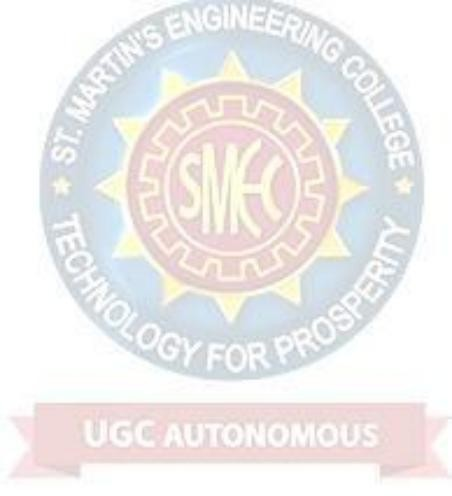 ST. MARTIN'S ENGINEERING COLLEGE
SMEC
TECHNOLOGY FOR PROSPERITY
UGC AUTONOMOUS